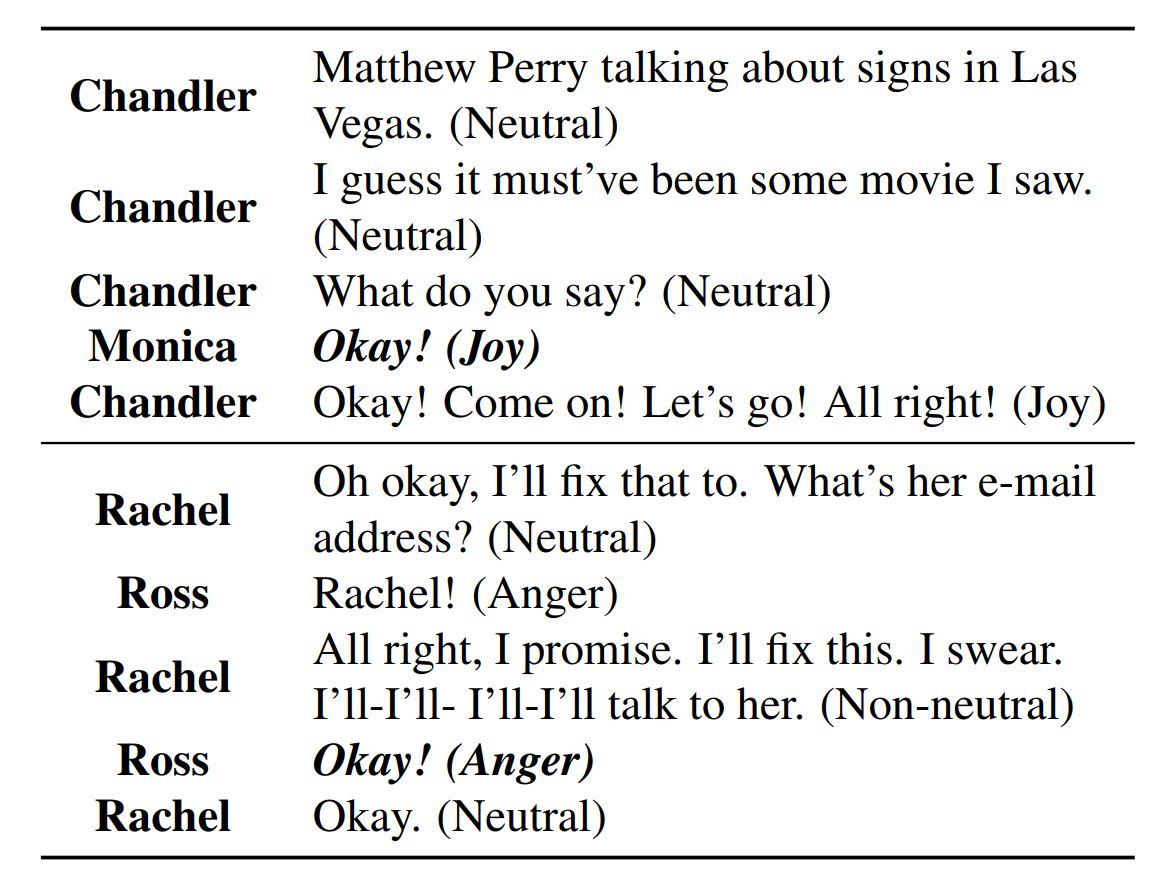 Chandler Matthew Perry talking about signs in Las
Vegas. (Neutral)
Chandler I guess it must've been some movie I saw.
(Neutral)
Chandler What do you say? (Neutral)
Monica Okay! (Joy)
Chandler Okay! Come on! Let's go! All right! (Joy)
Rachel Oh okay, I'll fix that to. What's her e-mail
address? (Neutral)
Ross Rachel! (Anger)
Rachel All right, I promise. I'll fix this. I swear.
I'll-I'll- I'll-I'll talk to her. (Non-neutral)
Ross Okay! (Anger)
Rachel Okay. (Neutral)